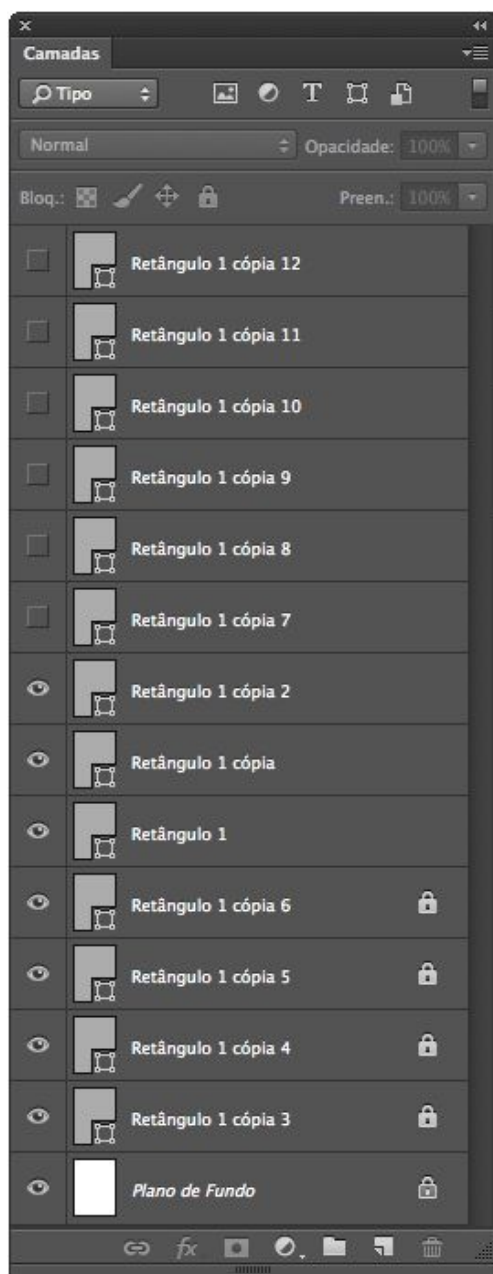 Camadas
Tipo
Normal Opacidade: 100%
Bloq.: Preen.: 100%
Retângulo 1 cópia 12
Retângulo 1 cópia 11
Retângulo 1 cópia 10
Retângulo 1 cópia 9
Retângulo 1 cópia 8
Retângulo 1 cópia 7
Retângulo 1 cópia 2
Retângulo 1 cópia
Retângulo 1
Retângulo 1 cópia 6
Retângulo 1 cópia 5
Retângulo 1 cópia 4
Retângulo 1 cópia 3
Plano de Fundo
fx